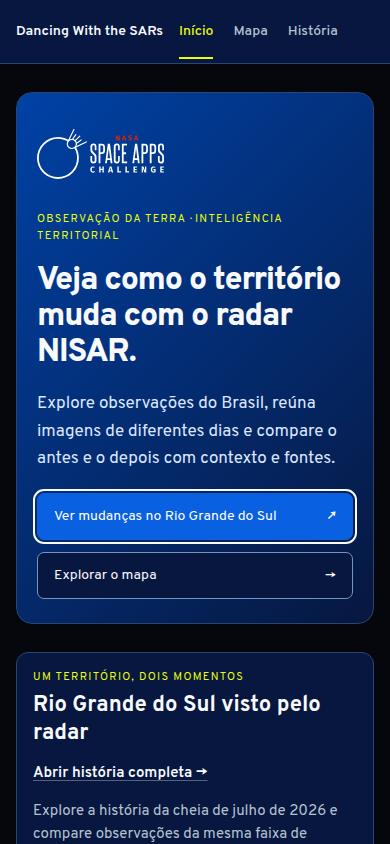 Dancing With the SARs Início Mapa História
NASA
SPACE APPS
CHALLENGE
OBSERVAÇÃO DA TERRA · INTELIGÊNCIA
TERRITORIAL
Veja como o território
muda com o radar
NISAR.
Explore observações do Brasil, reúna
imagens de diferentes dias e compare o
antes e o depois com contexto e fontes.
Ver mudanças no Rio Grande do Sul ↗
Explorar o mapa →
UM TERRITÓRIO, DOIS MOMENTOS
Rio Grande do Sul visto pelo
radar
Abrir história completa →
Explore a história da cheia de julho de 2026 e
compare observações da mesma faixa de